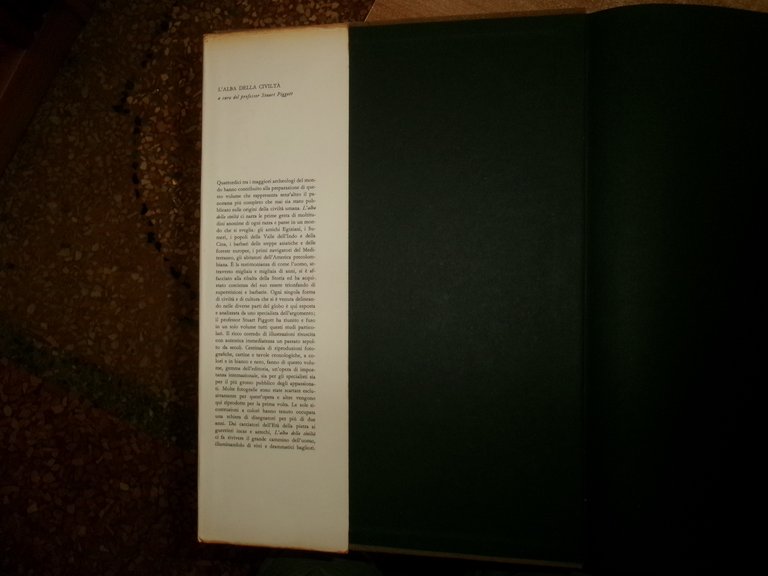 L'ALBA DELLA CIVILTÀ
a cura del professor Stuart Piggott
Quattordici tra i maggiori archeologi del mon-
do hanno contribuito alla preparazione di que-
sto volume che rappresenta senz'altro il pa-
norama più completo che mai sia stato pub-
blicato sulle origini della civiltà umana. L'alba
della civiltà ci narra le prime gesta di moltitu-
dini anonime di ogni razza e paese in un mon-
do che si sveglia: gli antichi Egiziani, i Su-
meri, i popoli della Valle dell'Indo e della
Cina, i barbari delle steppe asiatiche e delle
foreste europee, i primi navigatori del Medi-
terraneo, gli abitatori dell'America precolom-
biana. È la testimonianza di come l'uomo, at-
traverso migliaia e migliaia di anni, si è af-
facciato alla ribalta della Storia ed ha acqui-
stato coscienza del suo essere trionfando di
superstizioni e barbarie. Ogni singola forma
di civiltà e di cultura che si è venuta delinean-
do nelle diverse parti del globo è qui esposta
e analizzata da uno specialista dell'argomento;
il professor Stuart Piggott ha riunito e fuso
in un solo volume tutti questi studi partico-
lari. Il ricco corredo di illustrazioni risuscita
con autentica immediatezza un passato sepol-
to da secoli. Centinaia di riproduzioni foto-
grafiche, cartine e tavole cronologiche, a co-
lori e in bianco e nero, fanno di questo volu-
me, gemma dell'editoria, un'opera di impor-
tanza internazionale, sia per gli specialisti sia
per il più grosso pubblico degli appassiona-
ti. Molte fotografie sono state scattate esclu-
sivamente per quest'opera e altre vengono
qui riprodotte per la prima volta. Le sole ri-
costruzioni a colori hanno tenuto occupata
una schiera di disegnatori per più di due
anni. Dai cacciatori dell'Età della pietra ai
guerrieri incas e aztechi, L'alba della civiltà
ci fa rivivere il grande cammino dell'uomo,
illuminandolo di vivi e drammatici bagliori.